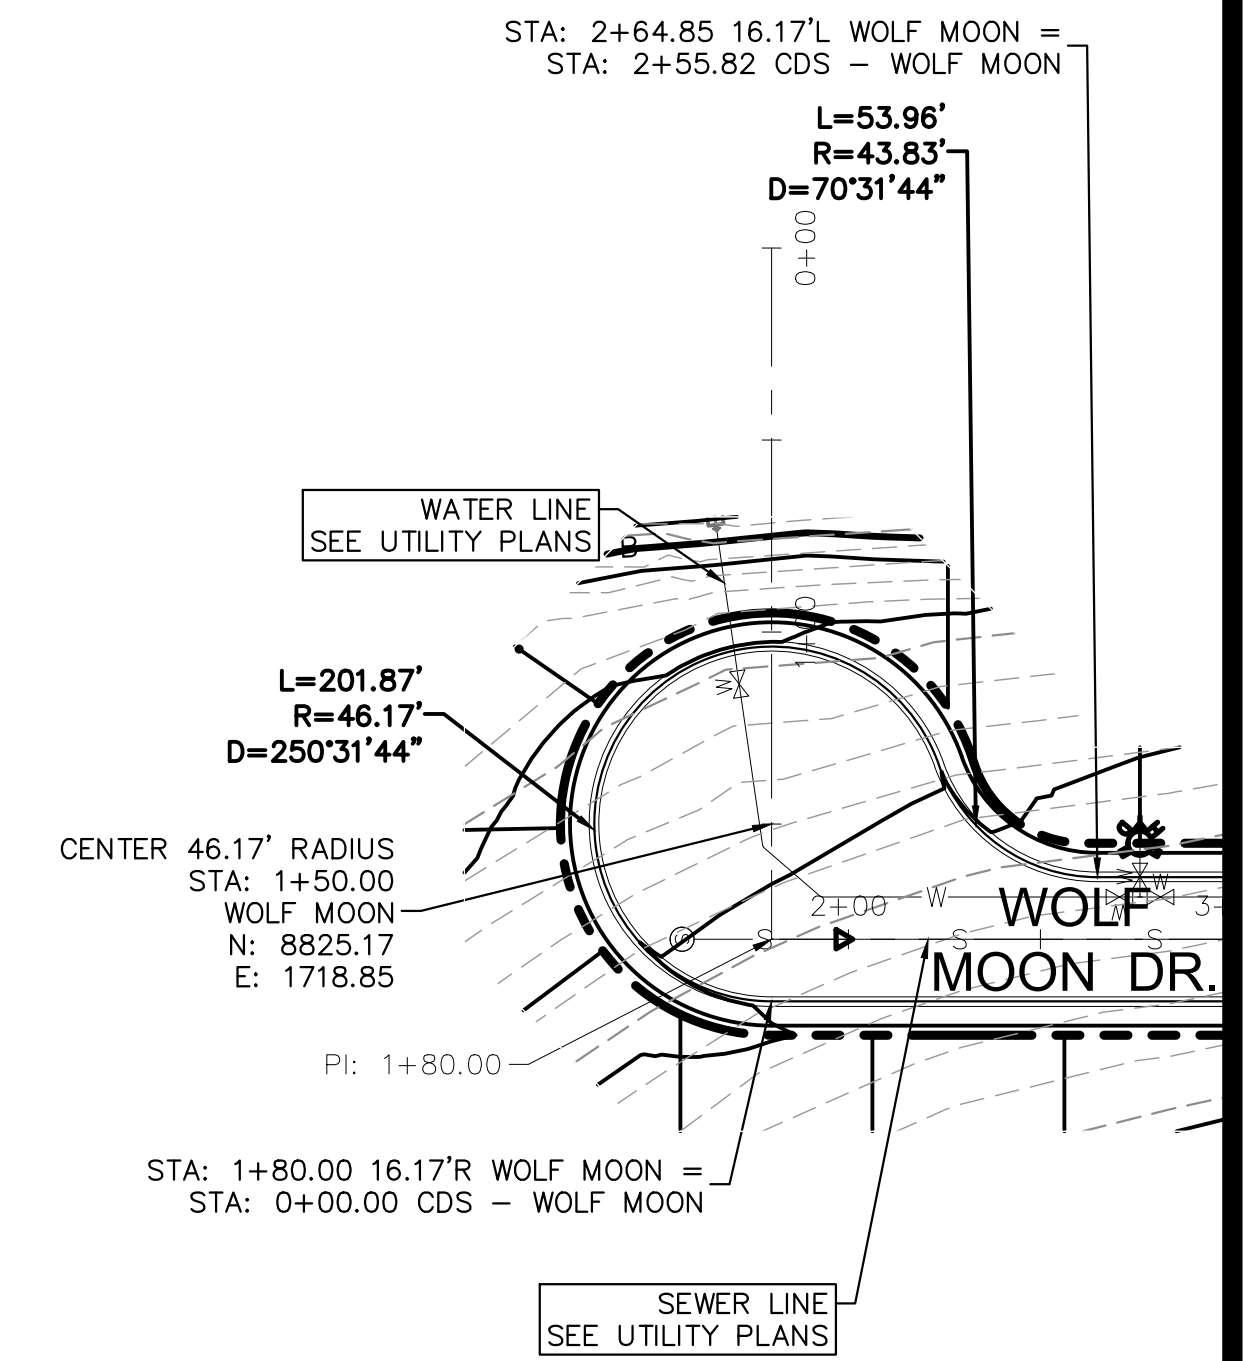 STA: 2+64.85 16.17'L WOLF MOON =
STA: 2+55.82 CDS – WOLF MOON
L=53.96'
R=43.83'
D=70°31'44"
0+00
WATER LINE
SEE UTILITY PLANS
B
1+00
W
L=201.87'
R=46.17'
D=250°31'44"
CENTER 46.17' RADIUS
STA: 1+50.00
WOLF MOON
N: 8825.17
E: 1718.85
2+00
W
WOLF
W
W
W
3+
S
S
S
MOON DR.
PI: 1+80.00
STA: 1+80.00 16.17'R WOLF MOON =
STA: 0+00.00 CDS – WOLF MOON
SEWER LINE
SEE UTILITY PLANS